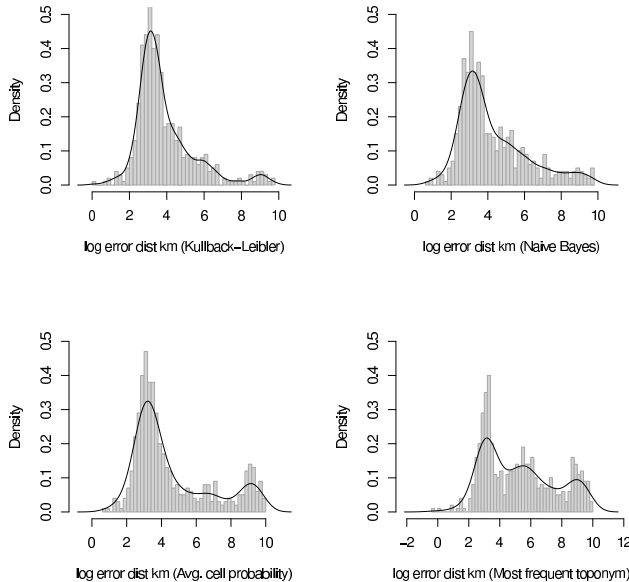 0.5
0.4
0.3
0.2
0.1
0.0
Density
0 2 4 6 8 10
log error dist km (Kullback−Leibler)
0.5
0.4
0.3
0.2
0.1
0.0
Density
0 2 4 6 8 10
log error dist km (Naive Bayes)
0.5
0.4
0.3
0.2
0.1
0.0
Density
0 2 4 6 8 10
log error dist km (Avg. cell probability)
0.5
0.4
0.3
0.2
0.1
0.0
Density
−2 0 2 4 6 8 10 12
log error dist km (Most frequent toponym)